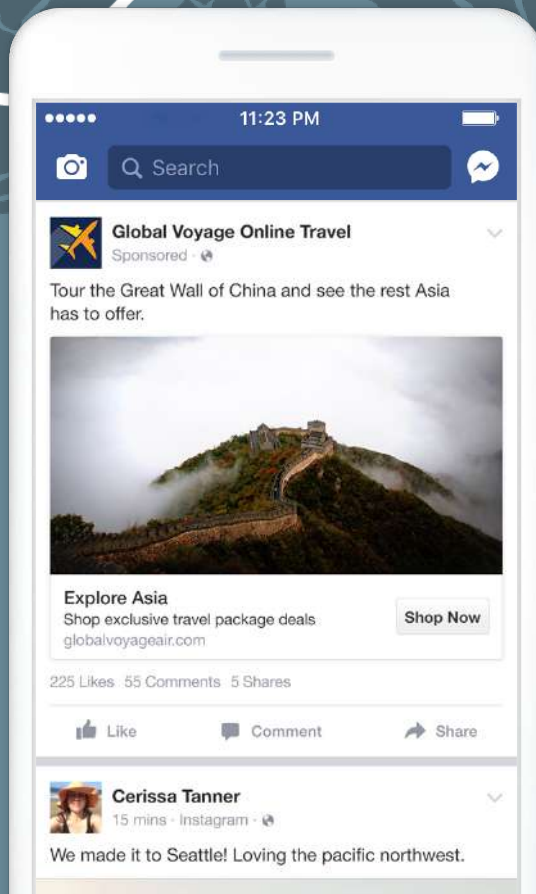 11:23 PM
Search
Global Voyage Online Travel
Sponsored ·
Tour the Great Wall of China and see the rest Asia
has to offer.
Explore Asia
Shop exclusive travel package deals
globalvoyageair.com
Shop Now
225 Likes 55 Comments 5 Shares
Like Comment Share
Cerissa Tanner
15 mins · Instagram ·
We made it to Seattle! Loving the pacific northwest.